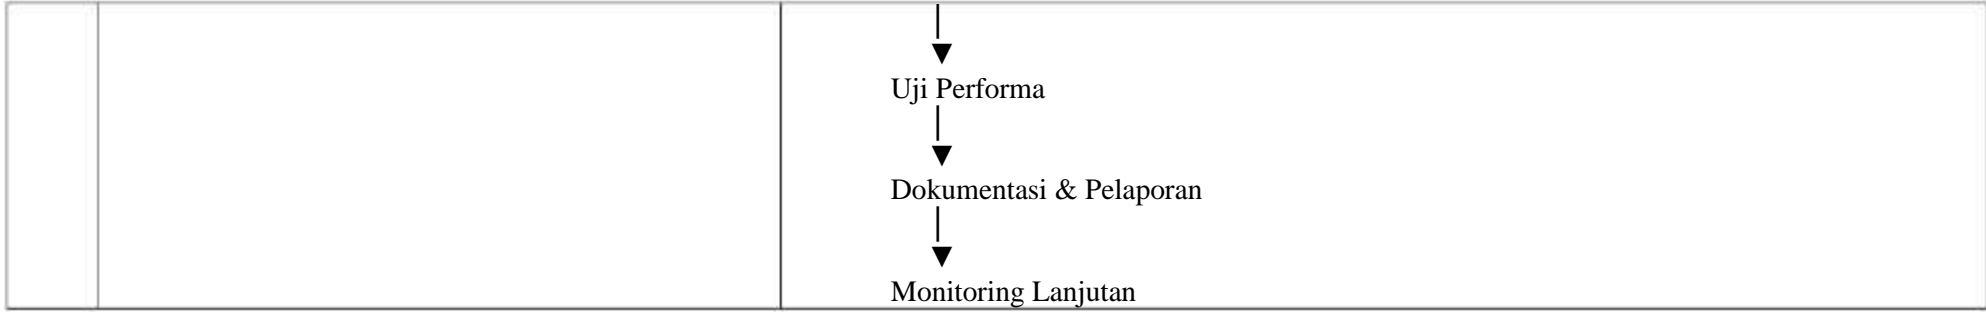 Uji Performa
Dokumentasi & Pelaporan
Monitoring Lanjutan